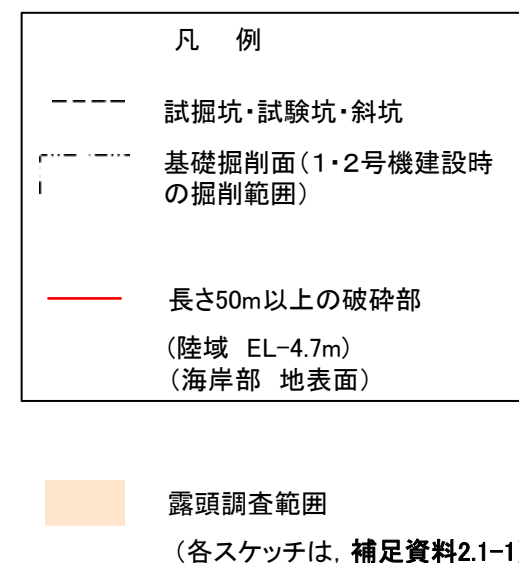 凡　例
試掘坑・試験坑・斜坑
基礎掘削面(１・２号機建設時
の掘削範囲)
長さ50m以上の破砕部
(陸域 EL-4.7m)
(海岸部 地表面)
露頭調査範囲
(各スケッチは, 補足資料2.1-1)